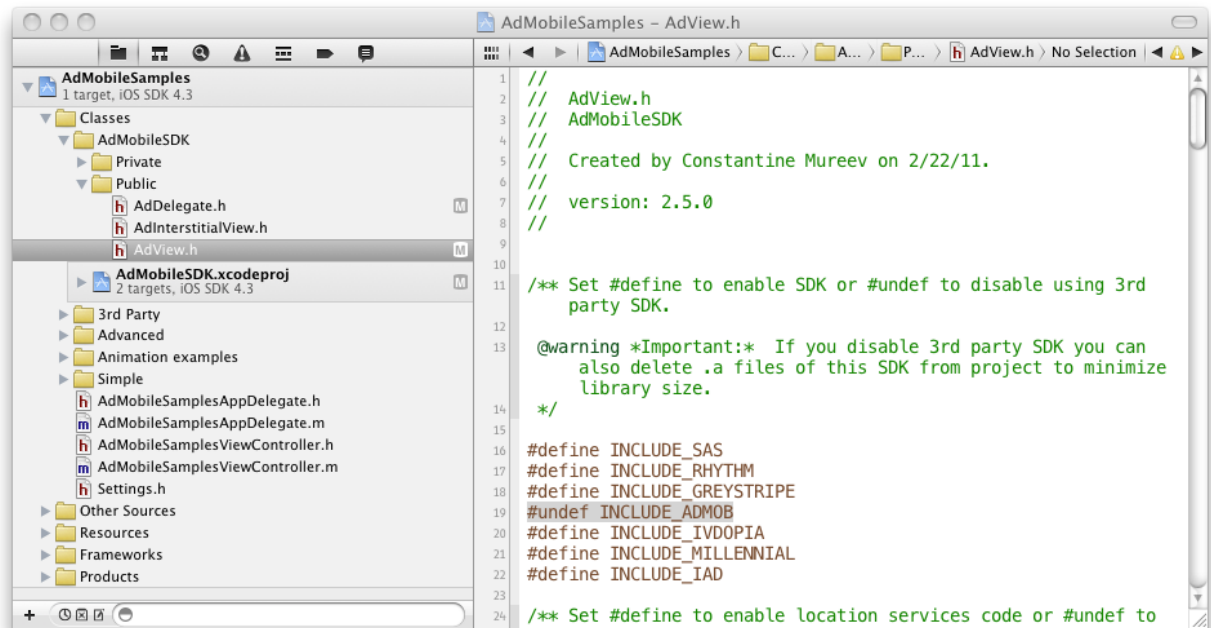 AdMobileSamples – AdView.h
AdMobileSamples
1 target, iOS SDK 4.3
Classes
AdMobileSDK
Private
Public
h AdDelegate.h M
h AdInterstitialView.h
h AdView.h M
AdMobileSDK.xcodeproj M
2 targets, iOS SDK 4.3
3rd Party
Advanced
Animation examples
Simple
h AdMobileSamplesAppDelegate.h
m AdMobileSamplesAppDelegate.m
h AdMobileSamplesViewController.h
m AdMobileSamplesViewController.m
h Settings.h
Other Sources
Resources
Frameworks
Products
AdMobileSamples C... A... P... h AdView.h No Selection
1 //
2 //  AdView.h
3 //  AdMobileSDK
4 //
5 //  Created by Constantine Mureev on 2/22/11.
6 //
7 //  version: 2.5.0
8 //
9
10
11 /** Set #define to enable SDK or #undef to disable using 3rd
party SDK.
12
13 @warning *Important:*  If you disable 3rd party SDK you can
also delete .a files of this SDK from project to minimize
library size.
14 */
15
16 #define INCLUDE_SAS
17 #define INCLUDE_RHYTHM
18 #define INCLUDE_GREYSTRIPE
19 #undef INCLUDE_ADMOB
20 #define INCLUDE_IVDOPIA
21 #define INCLUDE_MILLENNIAL
22 #define INCLUDE_IAD
23
24 /** Set #define to enable location services code or #undef to